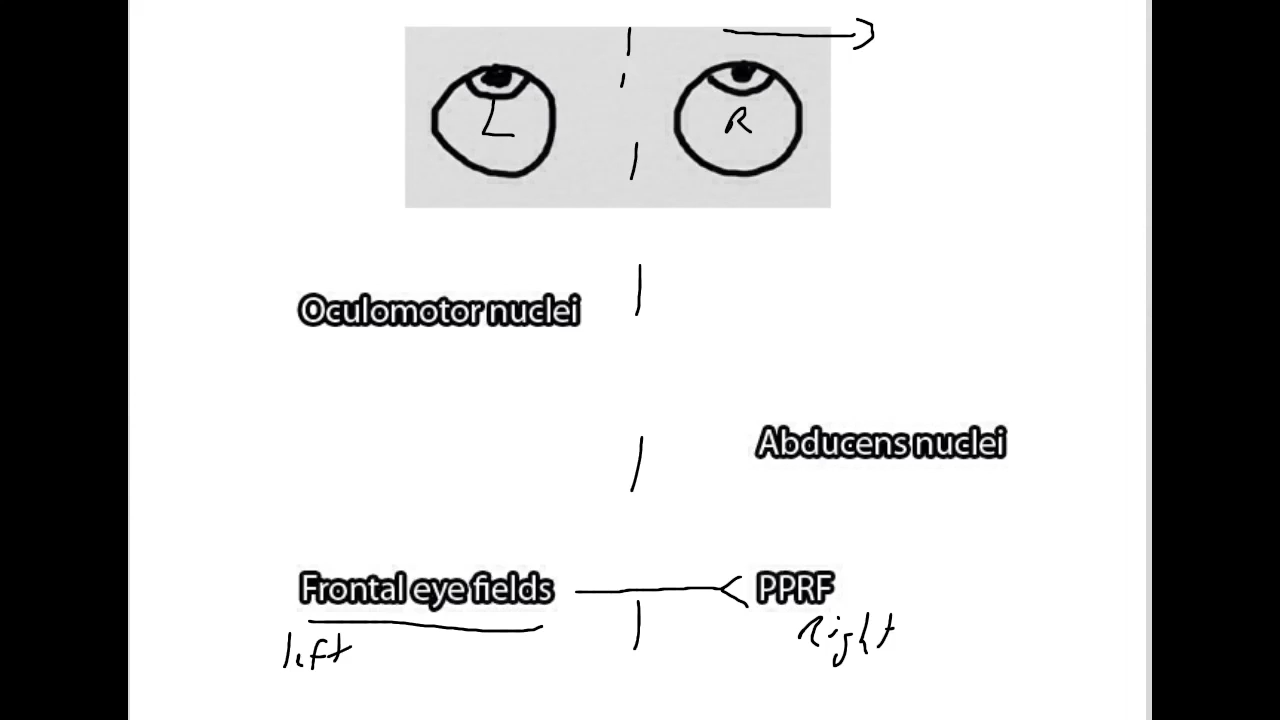 L R
Oculomotor nuclei
Abducens nuclei
Frontal eye fields PPRF
left Right